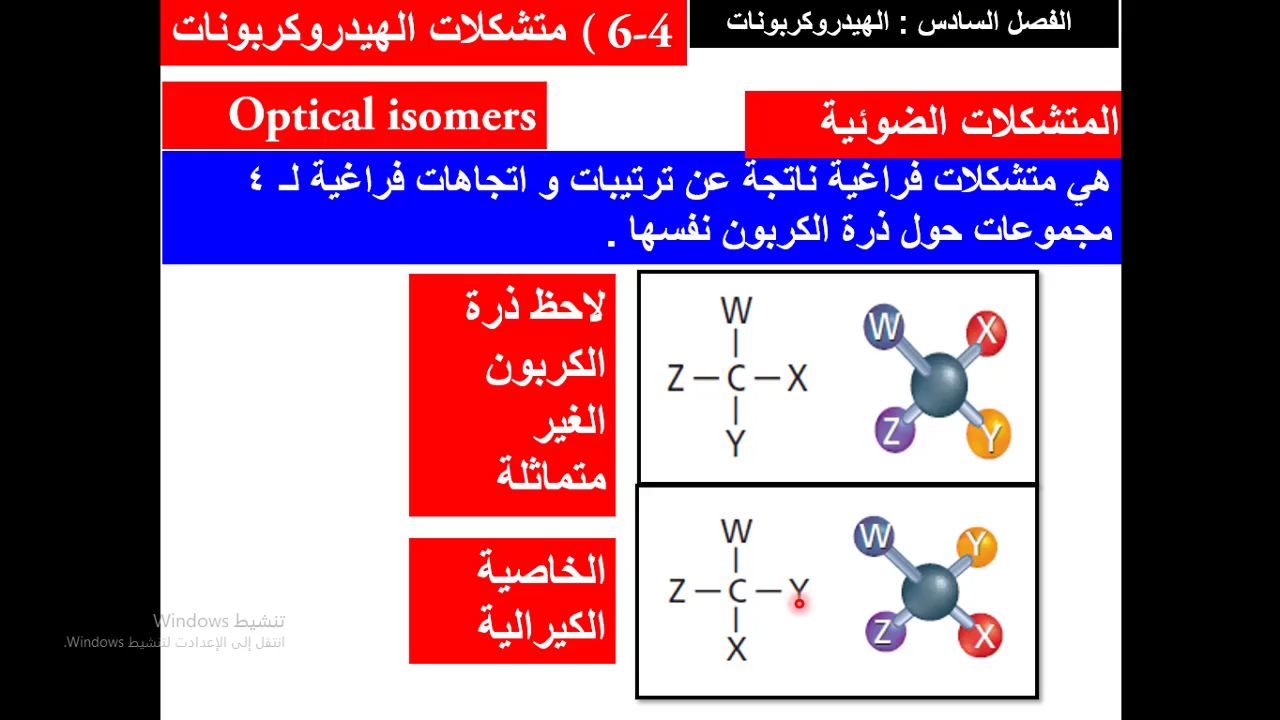 الفصل السادس : الهيدروكربونات
6-4 ) متشكلات الهيدروكربونات
المتشكلات الضوئية
Optical isomers
هي متشكلات فراغية ناتجة عن ترتيبات و اتجاهات فراغية لـ ٤
مجموعات حول ذرة الكربون نفسها .
لاحظ ذرة
الكربون
الغير
متماثلة
W
Z – C – X
Y
W
X
Z
Y
الخاصية
الكيرالية
W
Z – C – Y
X
W
Y
Z
X
تنشيط Windows
انتقل إلى الإعدادات لتنشيط Windows.